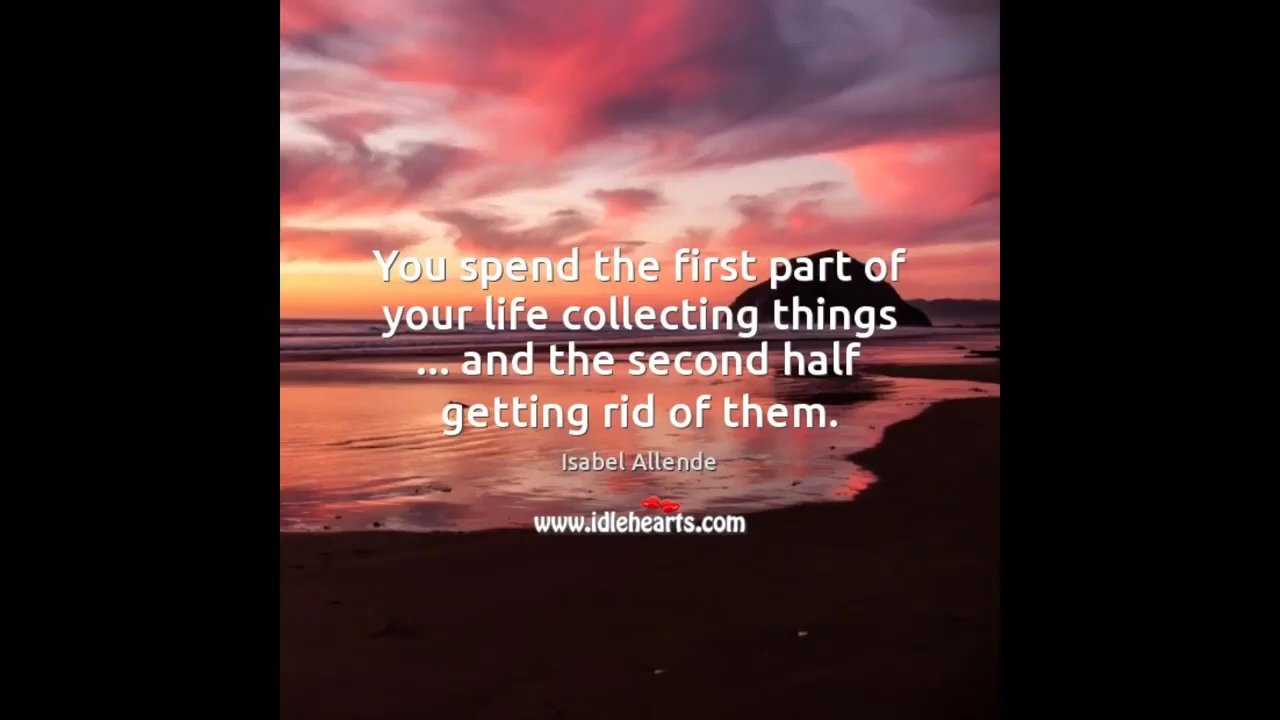 You spend the first part of
your life collecting things
... and the second half
getting rid of them.
Isabel Allende
www.idlehearts.com